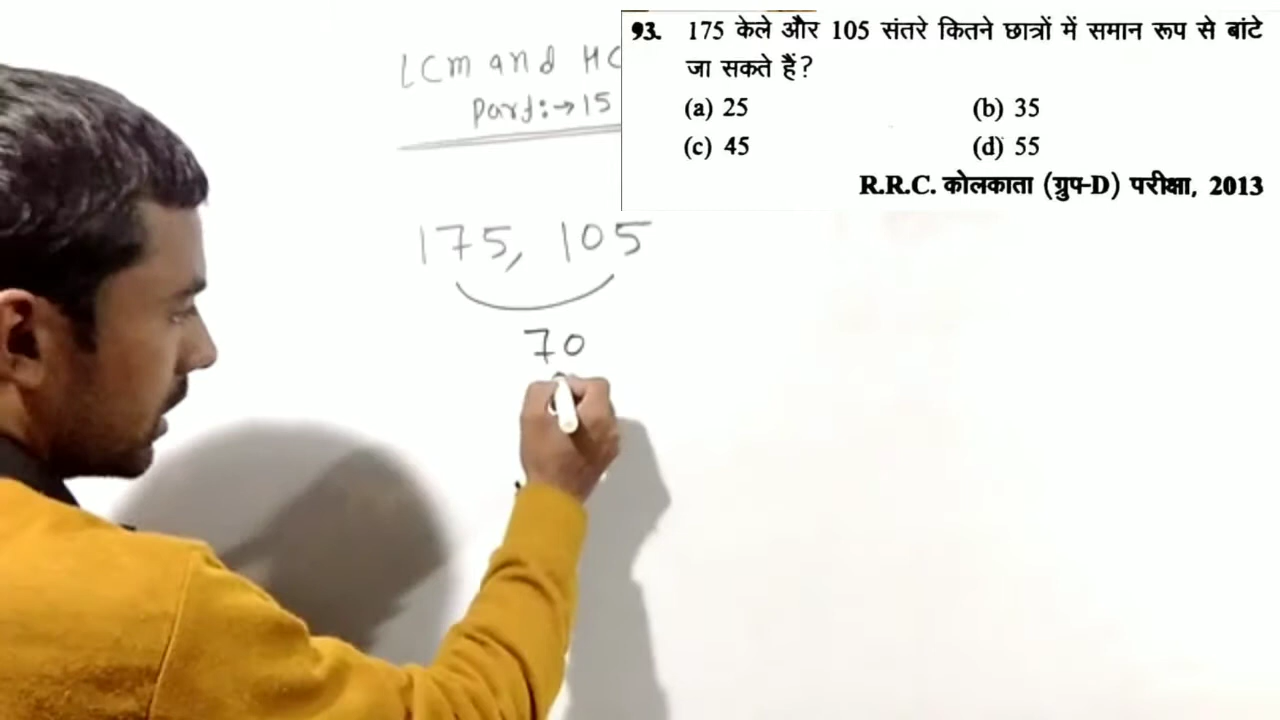 LCM and HC
Part:→15
93. 175 केले और 105 संतरे कितने छात्रों में समान रूप से बांटे
जा सकते हैं?
(a) 25 (b) 35
(c) 45 (d) 55
R.R.C. कोलकाता (ग्रुप-D) परीक्षा, 2013
175, 105
70